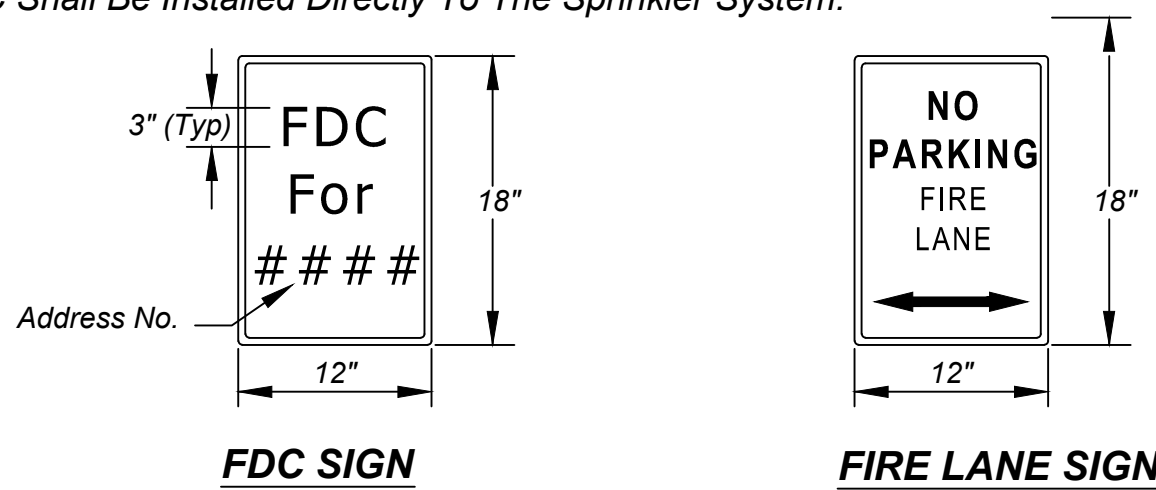 Shall Be Installed Directly To The Sprinkler System.
3" (Typ)
FDC
For
####
Address No.
18"
12"
FDC SIGN
NO
PARKING
FIRE
LANE
18"
12"
FIRE LANE SIGN